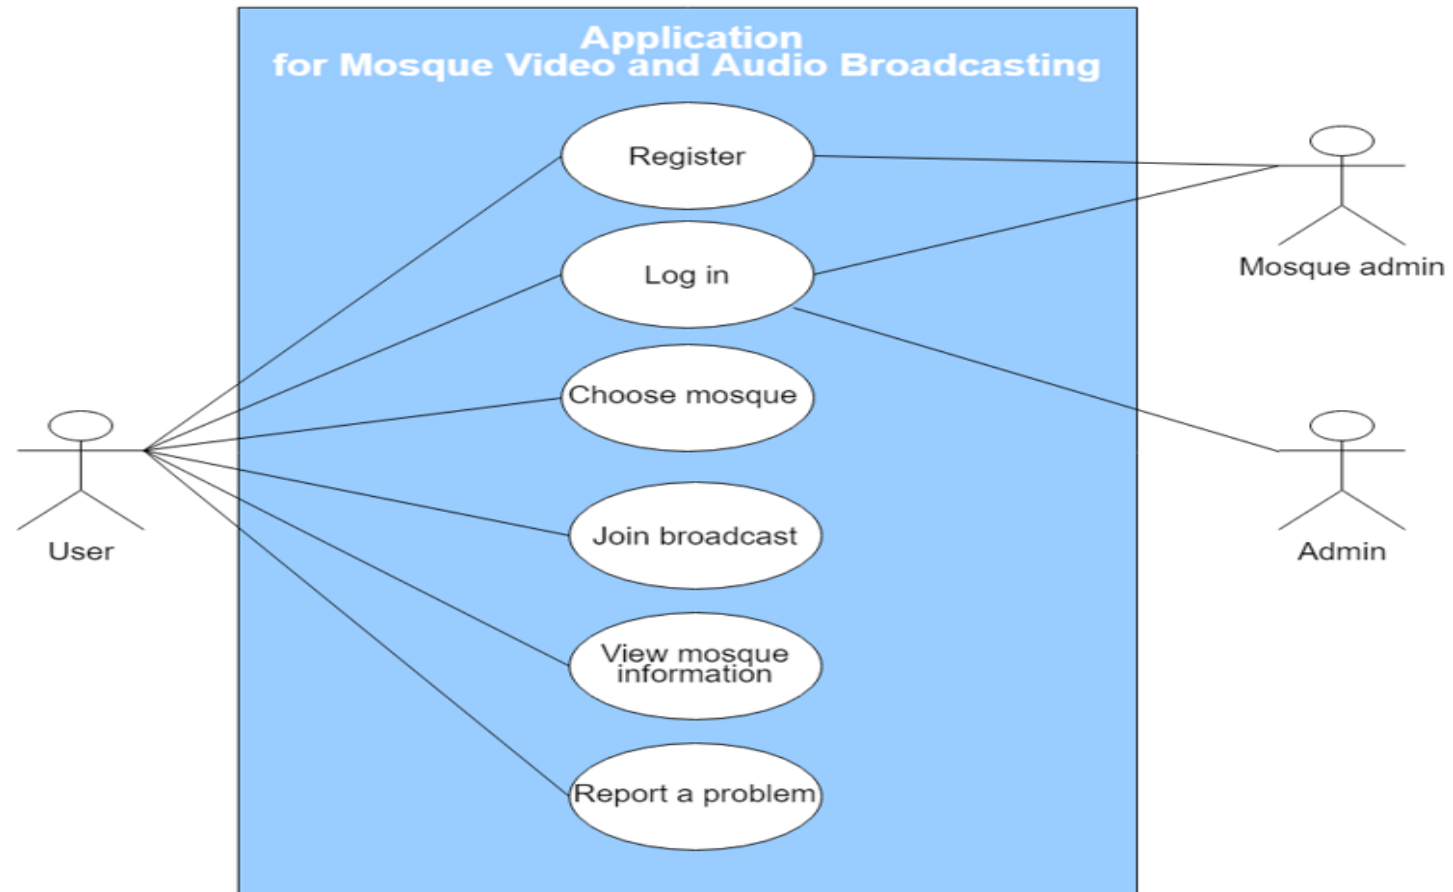 Application
for Mosque Video and Audio Broadcasting
Register
Log in
Choose mosque
Join broadcast
View mosque
information
Report a problem
User
Mosque admin
Admin